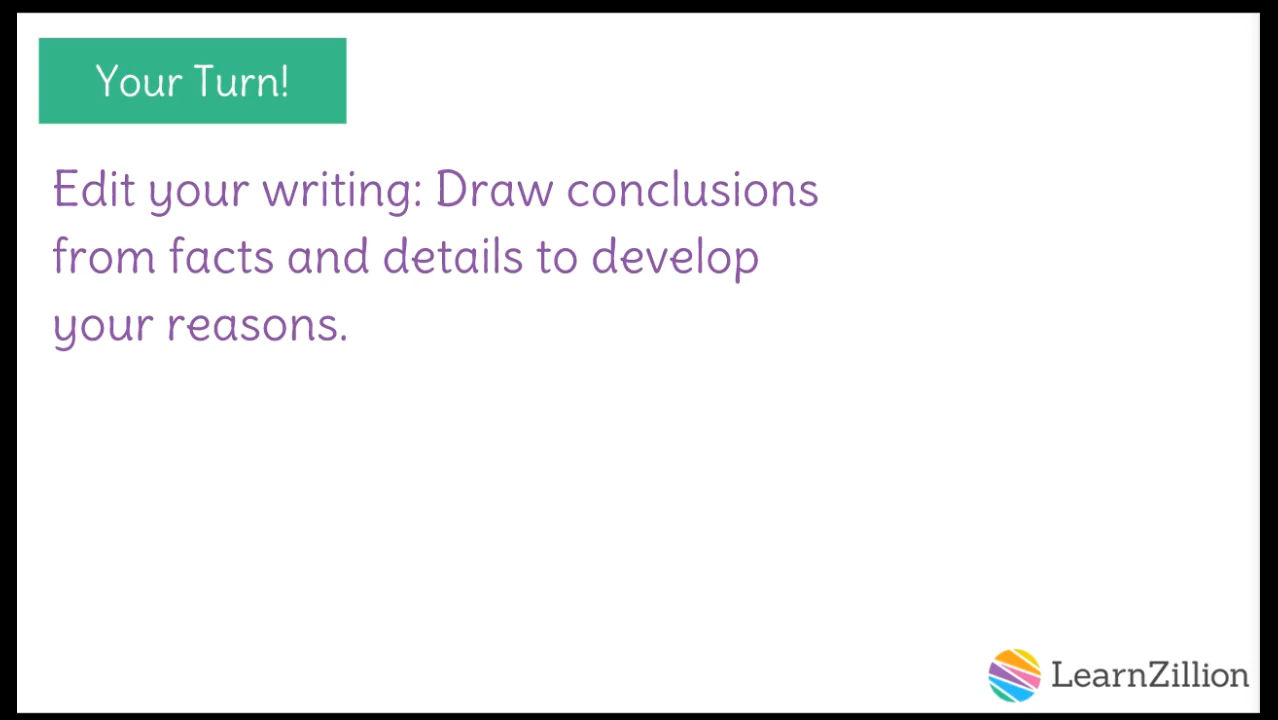 Your Turn!
Edit your writing: Draw conclusions
from facts and details to develop
your reasons.
LearnZillion